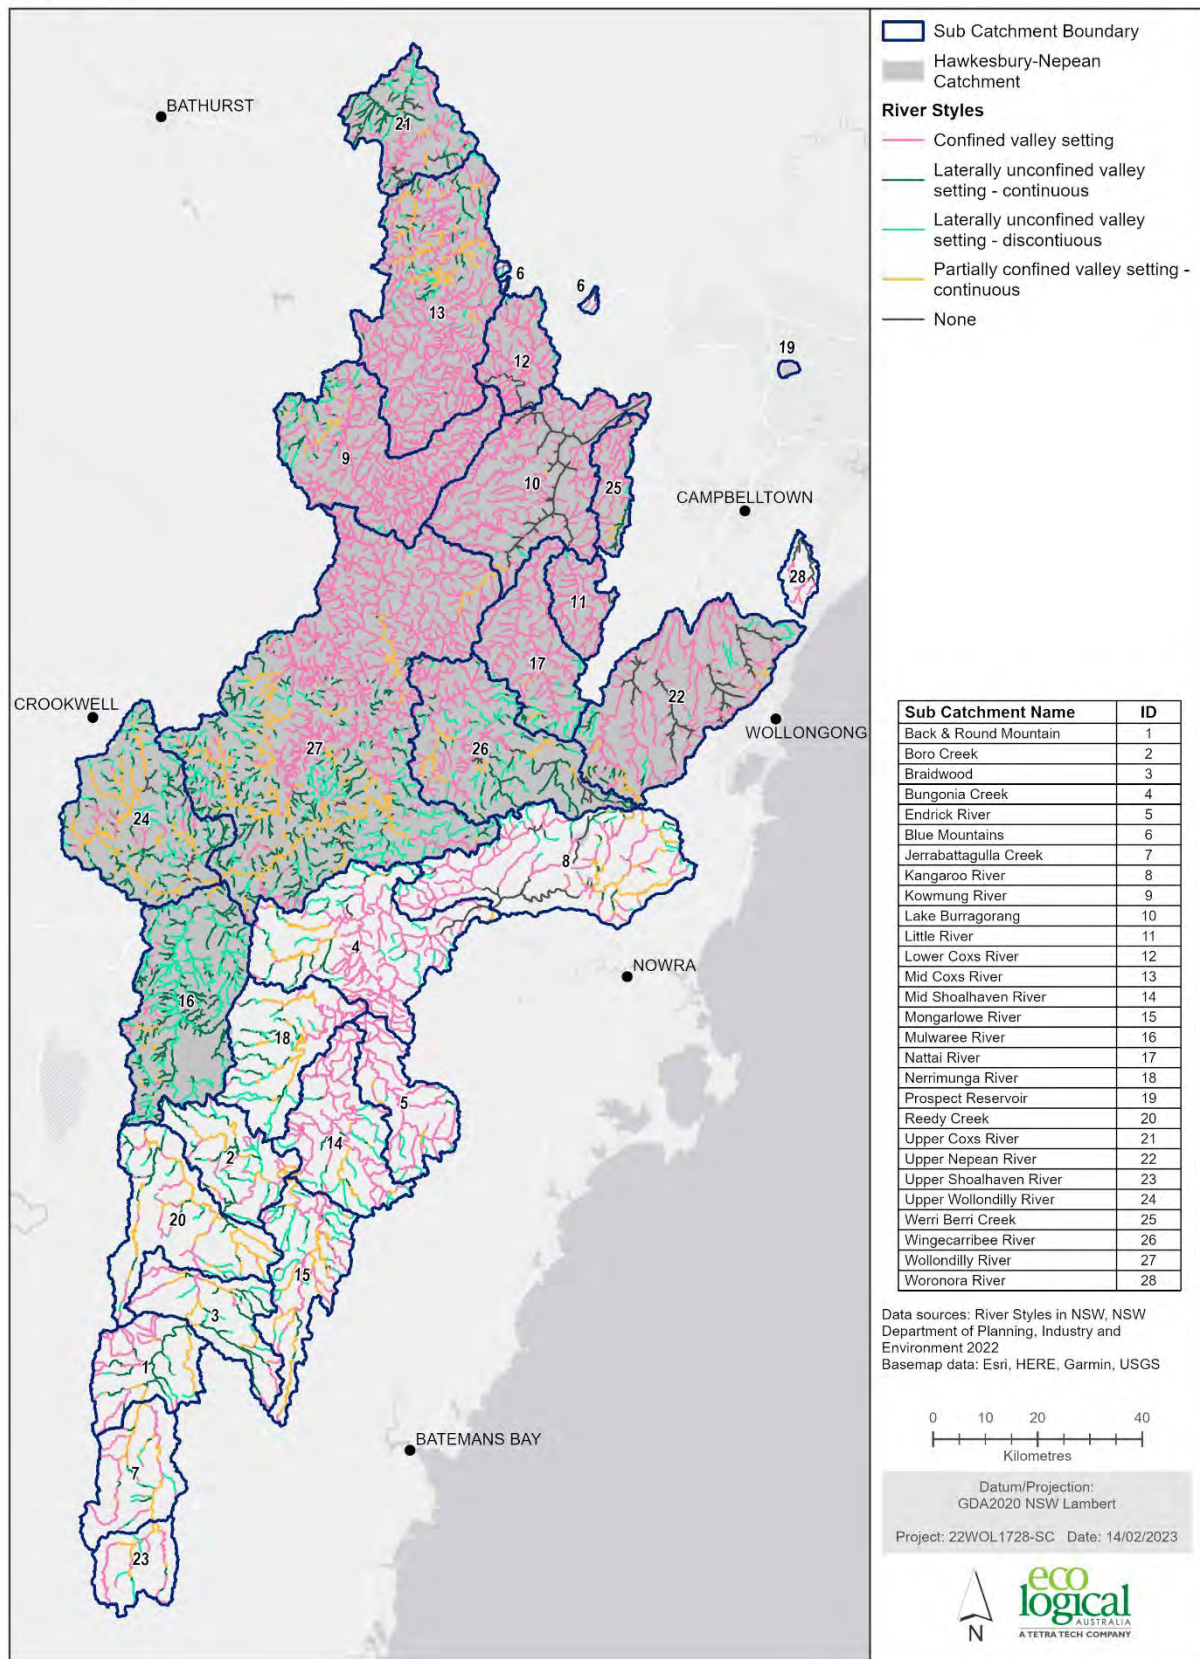 BATHURST
21
6
6
13
19
12
9
10
25
CAMPBELLTOWN
28
11
17
22
CROOKWELL
WOLLONGONG
27
26
24
8
4
NOWRA
16
18
5
14
2
20
15
3
1
BATEMANS BAY
7
23
Sub Catchment Boundary
Hawkesbury-Nepean
Catchment
River Styles
Confined valley setting
Laterally unconfined valley
setting - continuous
Laterally unconfined valley
setting - discontiuous
Partially confined valley setting -
continuous
None
Sub Catchment Name ID
Back & Round Mountain 1
Boro Creek 2
Braidwood 3
Bungonia Creek 4
Endrick River 5
Blue Mountains 6
Jerrabattagulla Creek 7
Kangaroo River 8
Kowmung River 9
Lake Burragorang 10
Little River 11
Lower Coxs River 12
Mid Coxs River 13
Mid Shoalhaven River 14
Mongarlowe River 15
Mulwaree River 16
Nattai River 17
Nerrimunga River 18
Prospect Reservoir 19
Reedy Creek 20
Upper Coxs River 21
Upper Nepean River 22
Upper Shoalhaven River 23
Upper Wollondilly River 24
Werri Berri Creek 25
Wingecarribee River 26
Wollondilly River 27
Woronora River 28
Data sources: River Styles in NSW, NSW
Department of Planning, Industry and
Environment 2022
Basemap data: Esri, HERE, Garmin, USGS
0 10 20 40
Kilometres
Datum/Projection:
GDA2020 NSW Lambert
Project: 22WOL1728-SC Date: 14/02/2023
N
eco
logical
AUSTRALIA
A TETRA TECH COMPANY